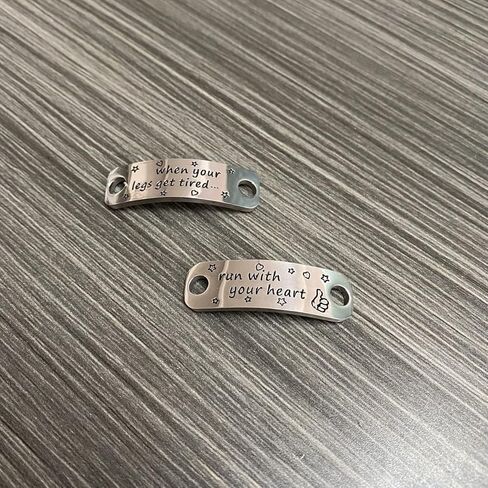 when your
legs get tired...
run with
your heart